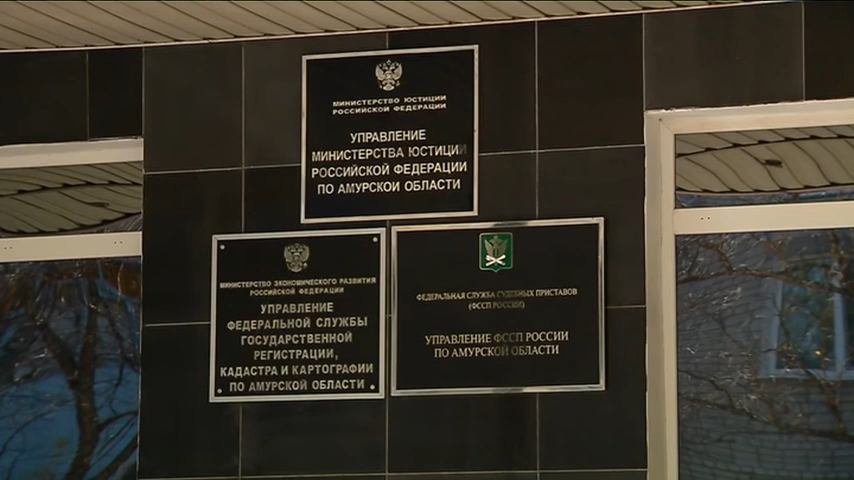 МИНИСТЕРСТВО ЮСТИЦИИ
РОССИЙСКОЙ ФЕДЕРАЦИИ
УПРАВЛЕНИЕ
МИНИСТЕРСТВА ЮСТИЦИИ
РОССИЙСКОЙ ФЕДЕРАЦИИ
ПО АМУРСКОЙ ОБЛАСТИ
МИНИСТЕРСТВО ЭКОНОМИЧЕСКОГО РАЗВИТИЯ
РОССИЙСКОЙ ФЕДЕРАЦИИ
УПРАВЛЕНИЕ
ФЕДЕРАЛЬНОЙ СЛУЖБЫ
ГОСУДАРСТВЕННОЙ
РЕГИСТРАЦИИ,
КАДАСТРА И КАРТОГРАФИИ
ПО АМУРСКОЙ ОБЛАСТИ
ФЕДЕРАЛЬНАЯ СЛУЖБА СУДЕБНЫХ ПРИСТАВОВ
(ФССП РОССИИ)
УПРАВЛЕНИЕ ФССП РОССИИ
ПО АМУРСКОЙ ОБЛАСТИ